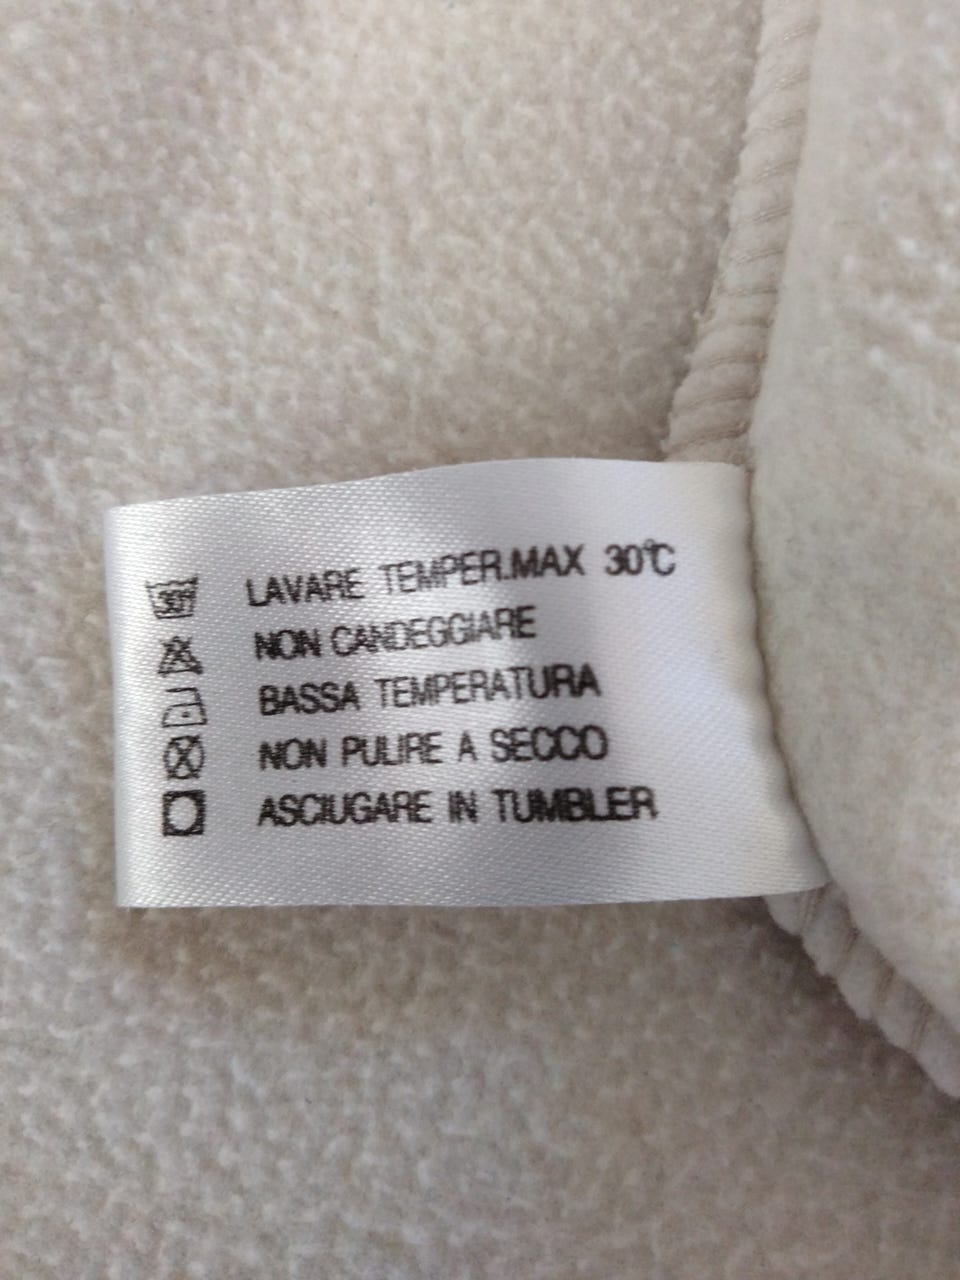 LAVARE TEMPER.MAX 30℃
NON CANDEGGIARE
BASSA TEMPERATURA
NON PULIRE A SECCO
ASCIUGARE IN TUMBLER